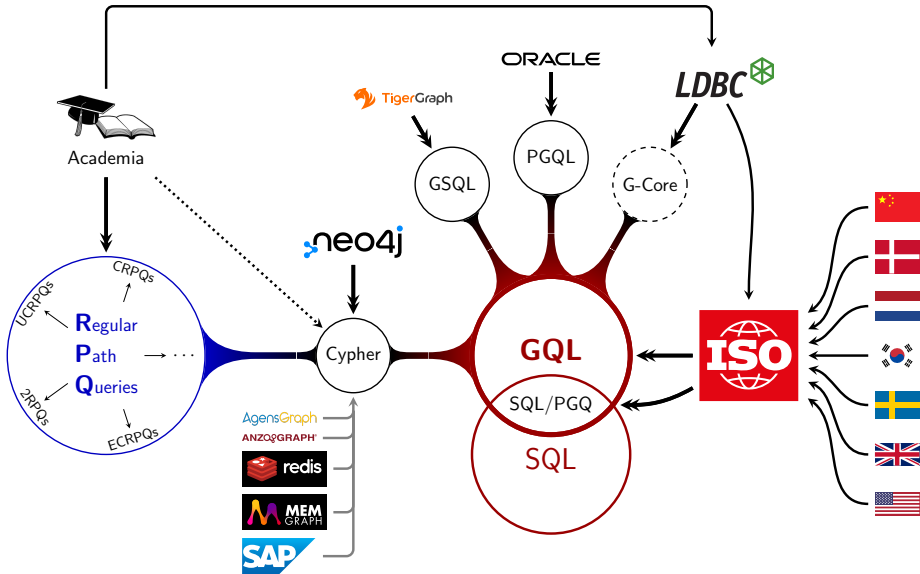 ORACLE
LDBC
TigerGraph
Academia
GSQL
PGQL
G-Core
neo4j
CRPQs
UCRPQs
Regular
Path
Queries
...
2RPQs
ECRPQs
Cypher
GQL
SQL/PGQ
SQL
ISO
AgensGraph
ANZOGRAPH®
redis
MEM
GRAPH
SAP